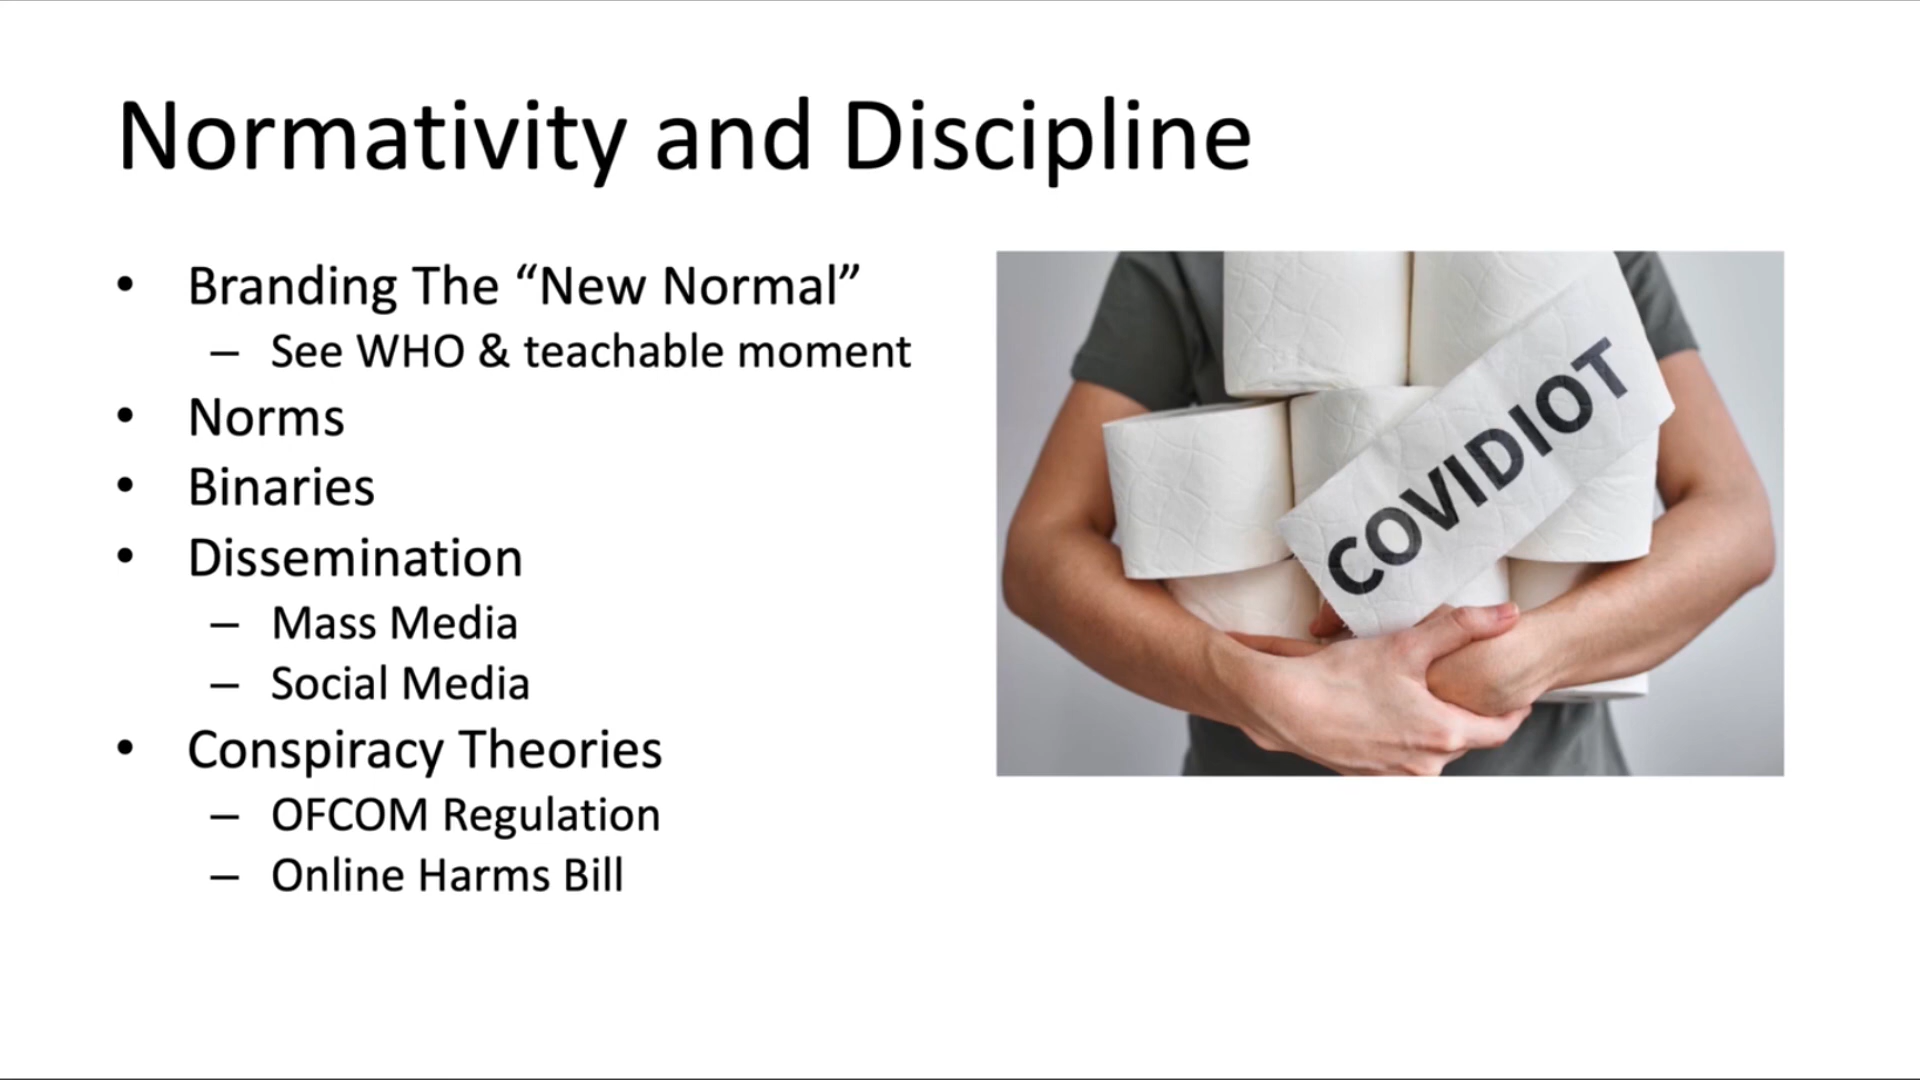 Normativity and Discipline
• Branding The “New Normal”
– See WHO & teachable moment
• Norms
• Binaries
• Dissemination
– Mass Media
– Social Media
• Conspiracy Theories
– OFCOM Regulation
– Online Harms Bill
COVIDIOT